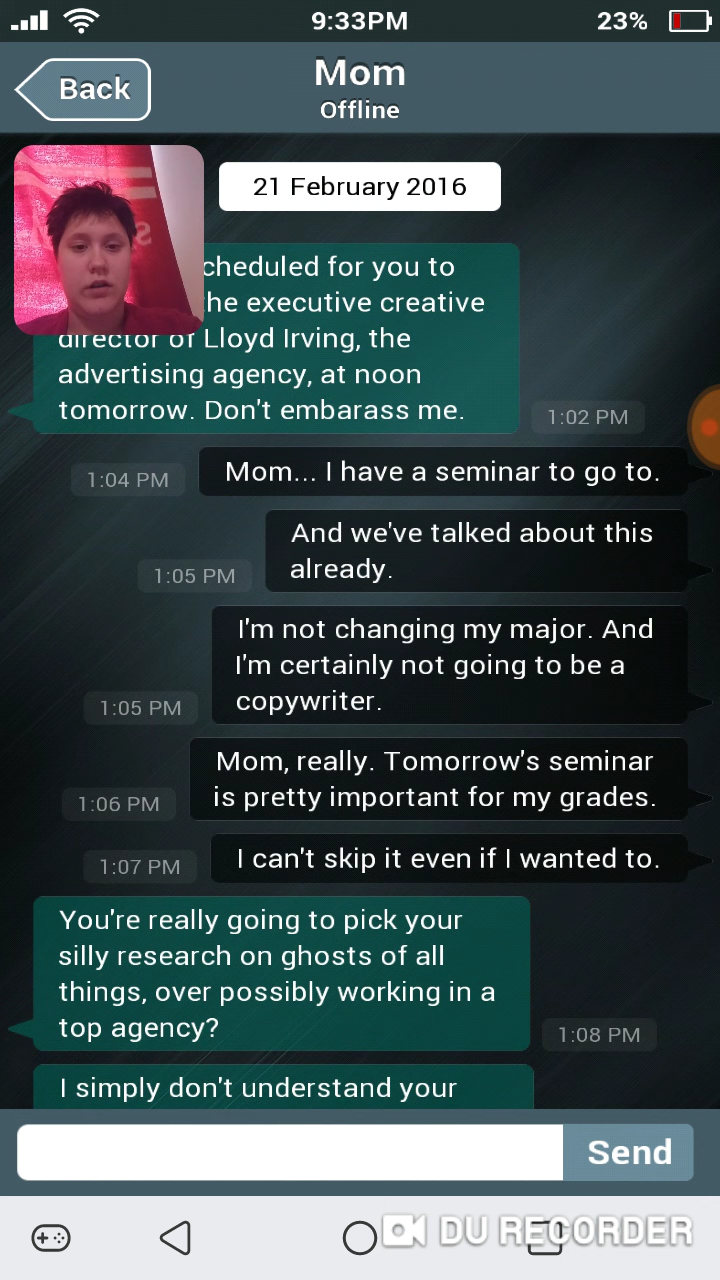 9:33PM
23%
Back
Mom
Offline
21 February 2016
cheduled for you to
he executive creative
director of Lloyd Irving, the
advertising agency, at noon
tomorrow. Don't embarass me.
1:02 PM
Mom... I have a seminar to go to.
1:04 PM
And we've talked about this
already.
1:05 PM
I'm not changing my major. And
I'm certainly not going to be a
copywriter.
1:05 PM
Mom, really. Tomorrow's seminar
is pretty important for my grades.
1:06 PM
I can't skip it even if I wanted to.
1:07 PM
You're really going to pick your
silly research on ghosts of all
things, over possibly working in a
top agency?
1:08 PM
I simply don't understand your
Send
DU RECORDER